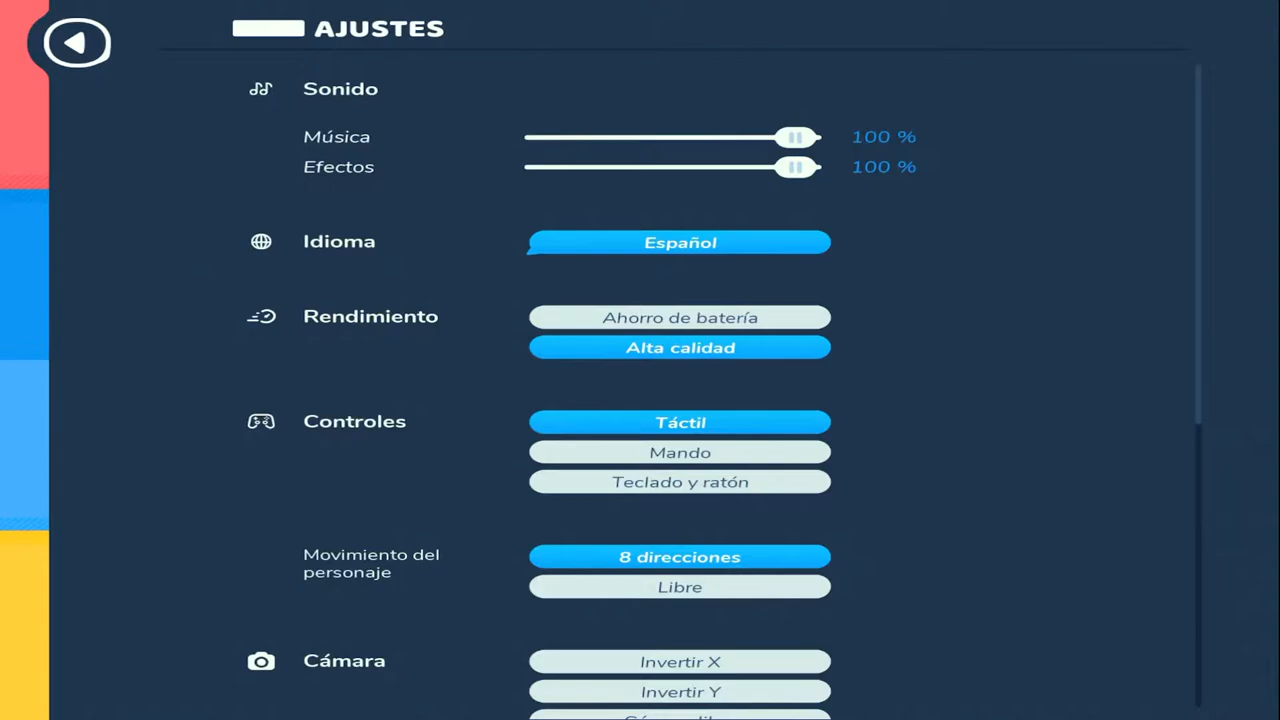 AJUSTES
Sonido
Música 100 %
Efectos 100 %
Idioma Español
Rendimiento Ahorro de batería
Alta calidad
Controles Táctil
Mando
Teclado y ratón
Movimiento del
personaje
8 direcciones
Libre
Cámara Invertir X
Invertir Y